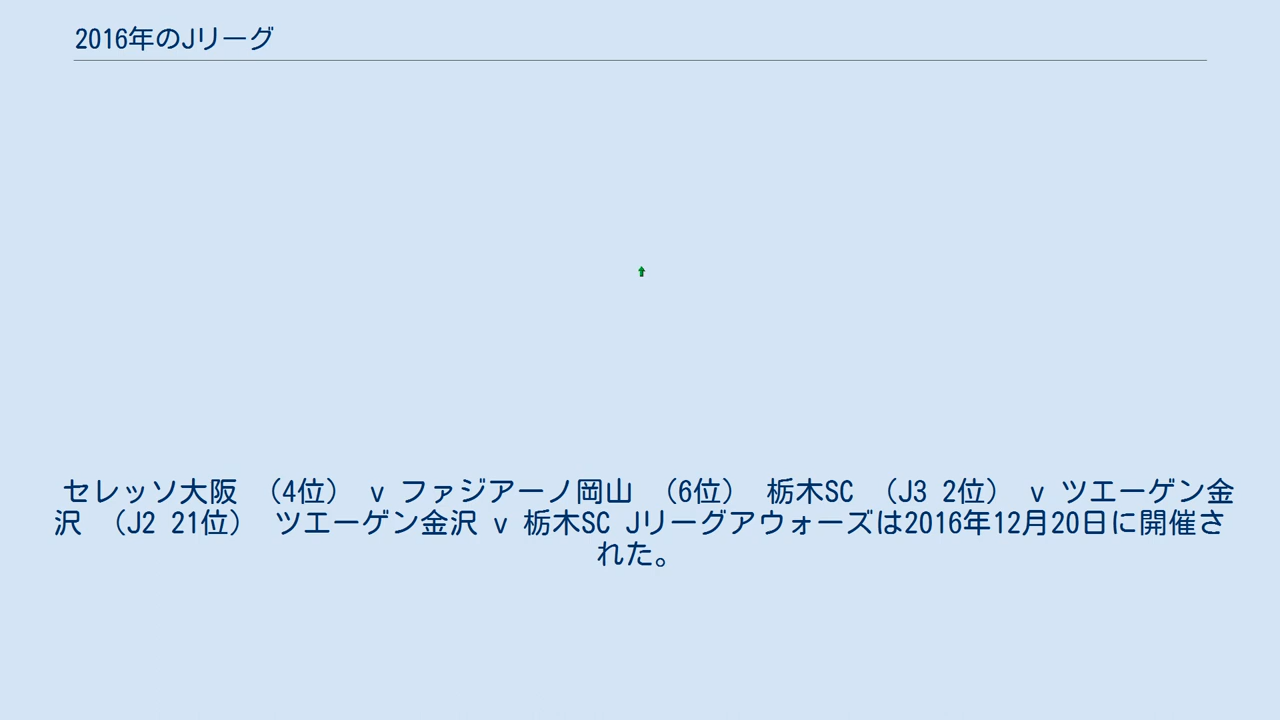 2016年のJリーグ
セレッソ大阪 （4位） v ファジアーノ岡山 （6位） 栃木SC （J3 2位） v ツエーゲン金
沢 （J2 21位） ツエーゲン金沢 v 栃木SC Jリーグアウォーズは2016年12月20日に開催さ
れた。